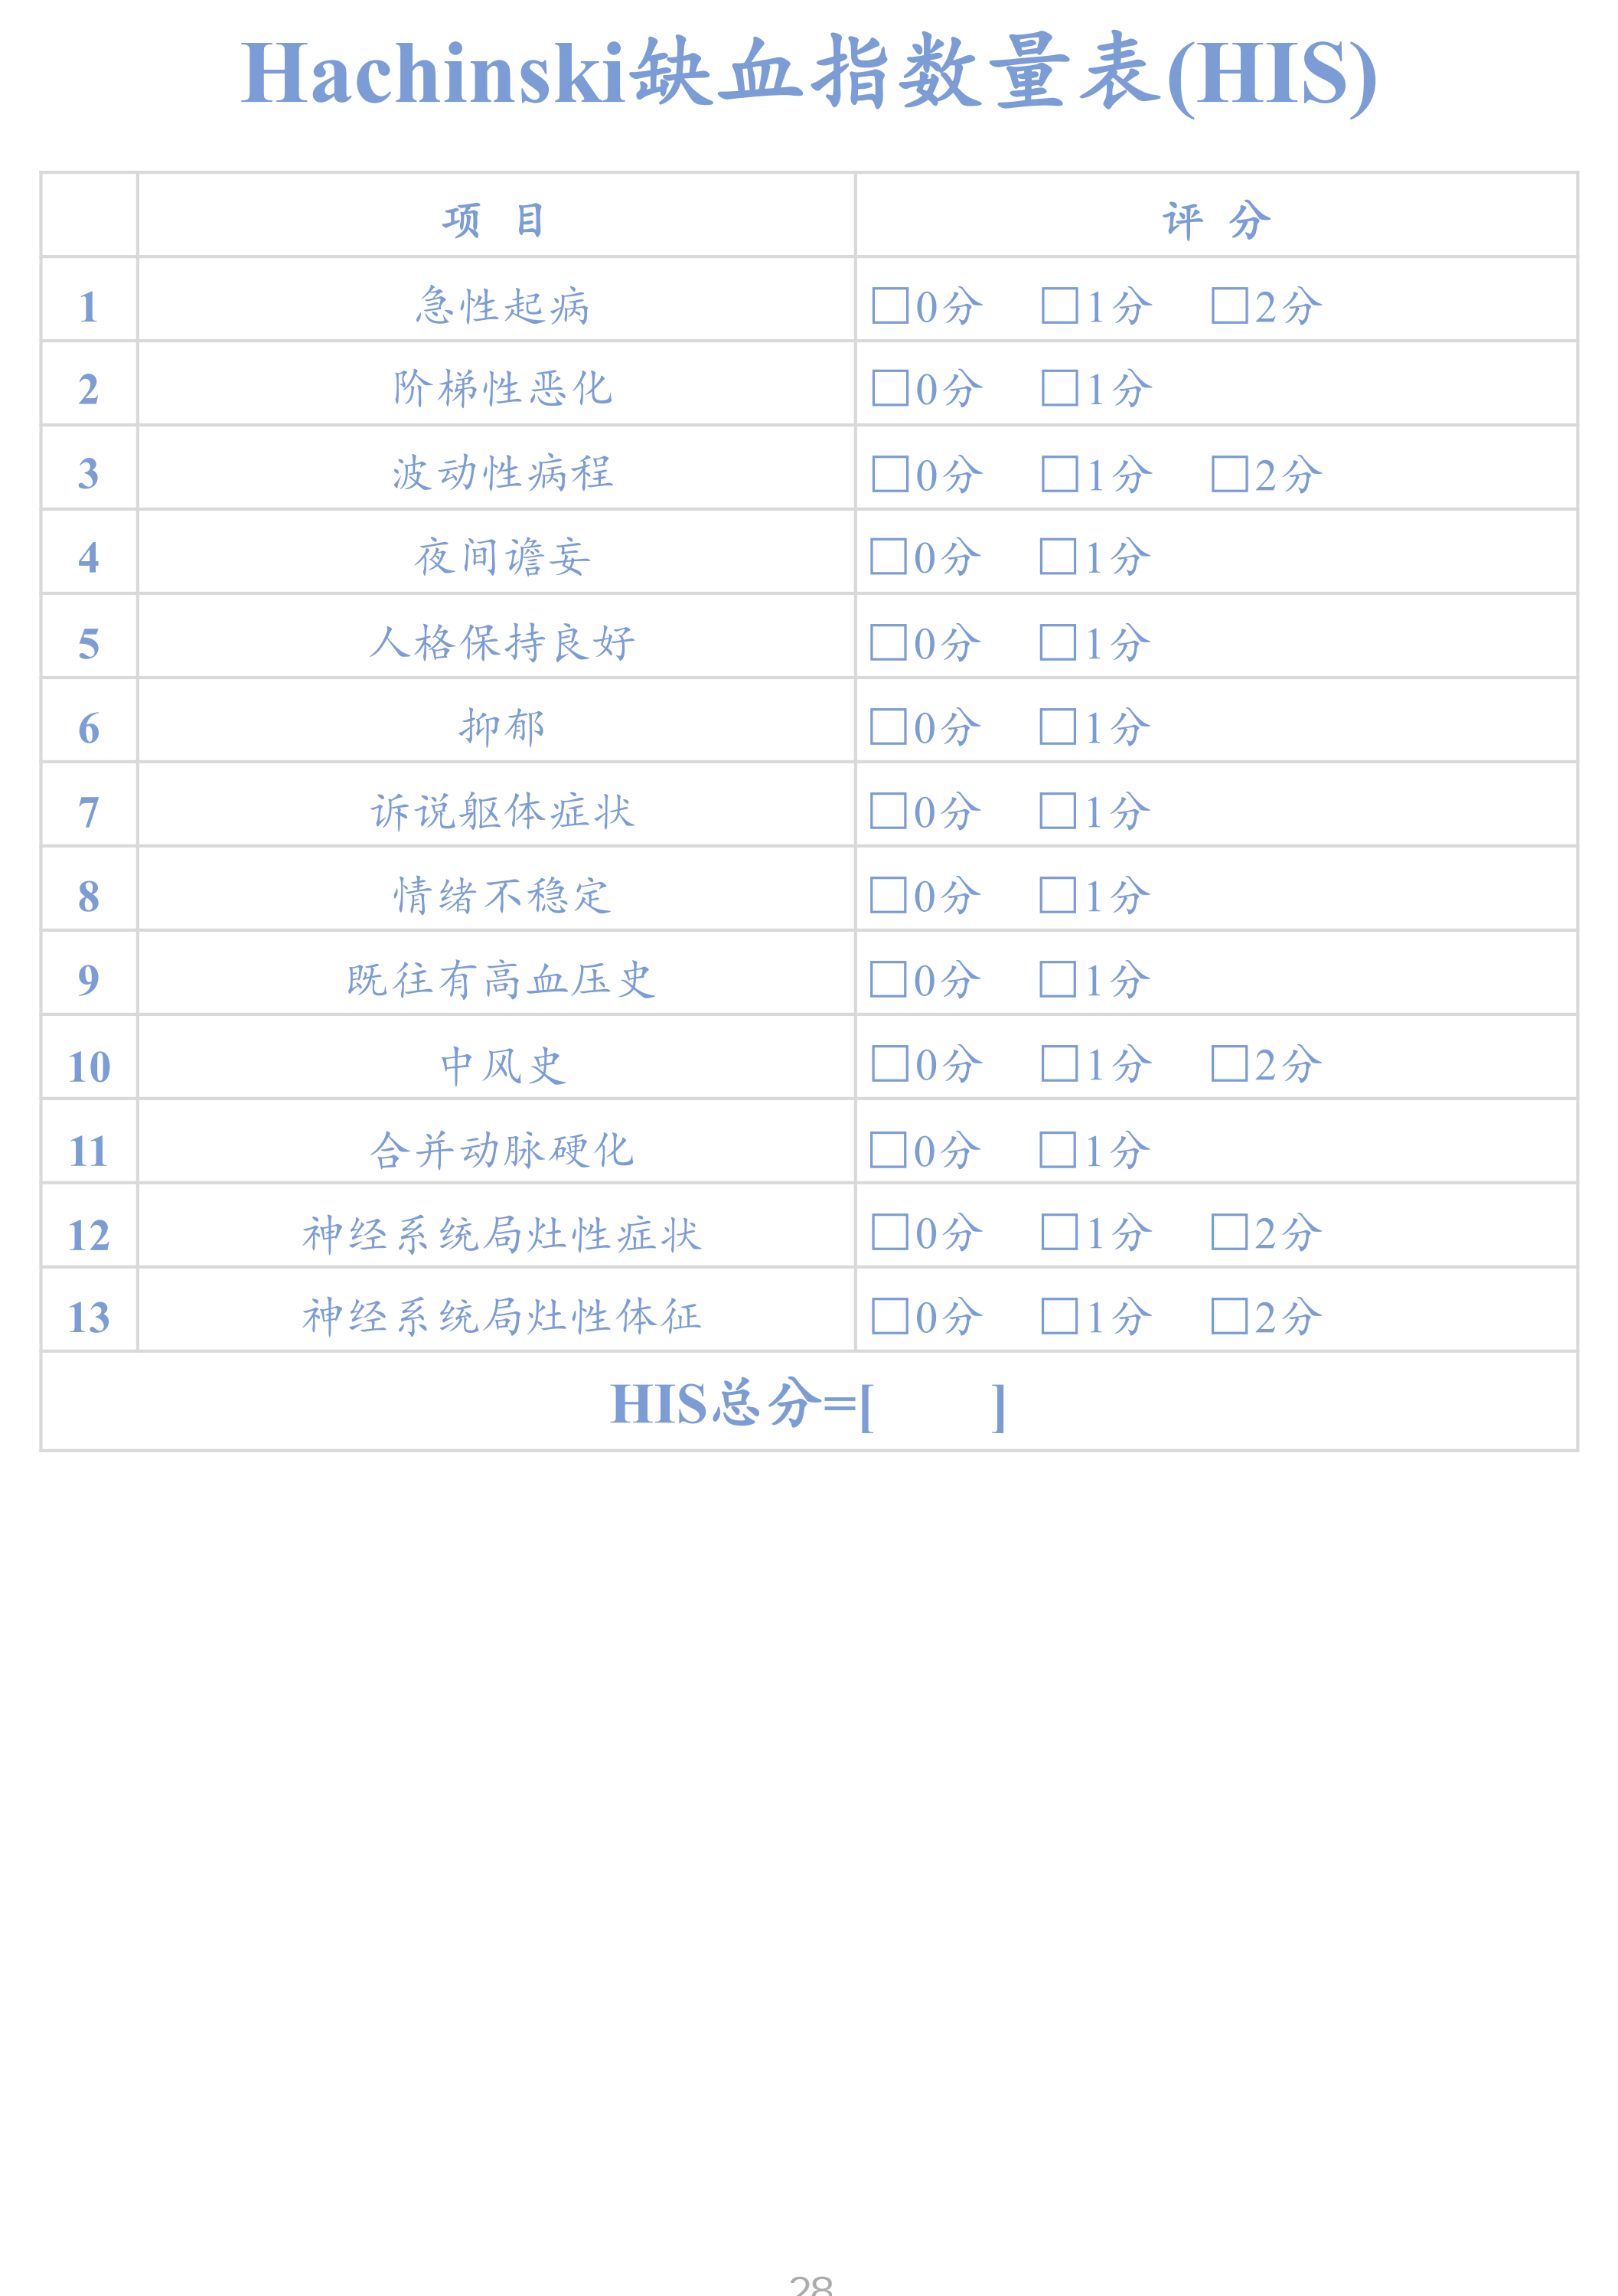 Hachinski缺血指数量表(HIS)
项 目 评 分
1 急性起病 □0分 □1分 □2分
2 阶梯性恶化 □0分 □1分
3 波动性病程 □0分 □1分 □2分
4 夜间谵妄 □0分 □1分
5 人格保持良好 □0分 □1分
6 抑郁 □0分 □1分
7 诉说躯体症状 □0分 □1分
8 情绪不稳定 □0分 □1分
9 既往有高血压史 □0分 □1分
10 中风史 □0分 □1分 □2分
11 合并动脉硬化 □0分 □1分
12 神经系统局灶性症状 □0分 □1分 □2分
13 神经系统局灶性体征 □0分 □1分 □2分
HIS总分=[ ]
28